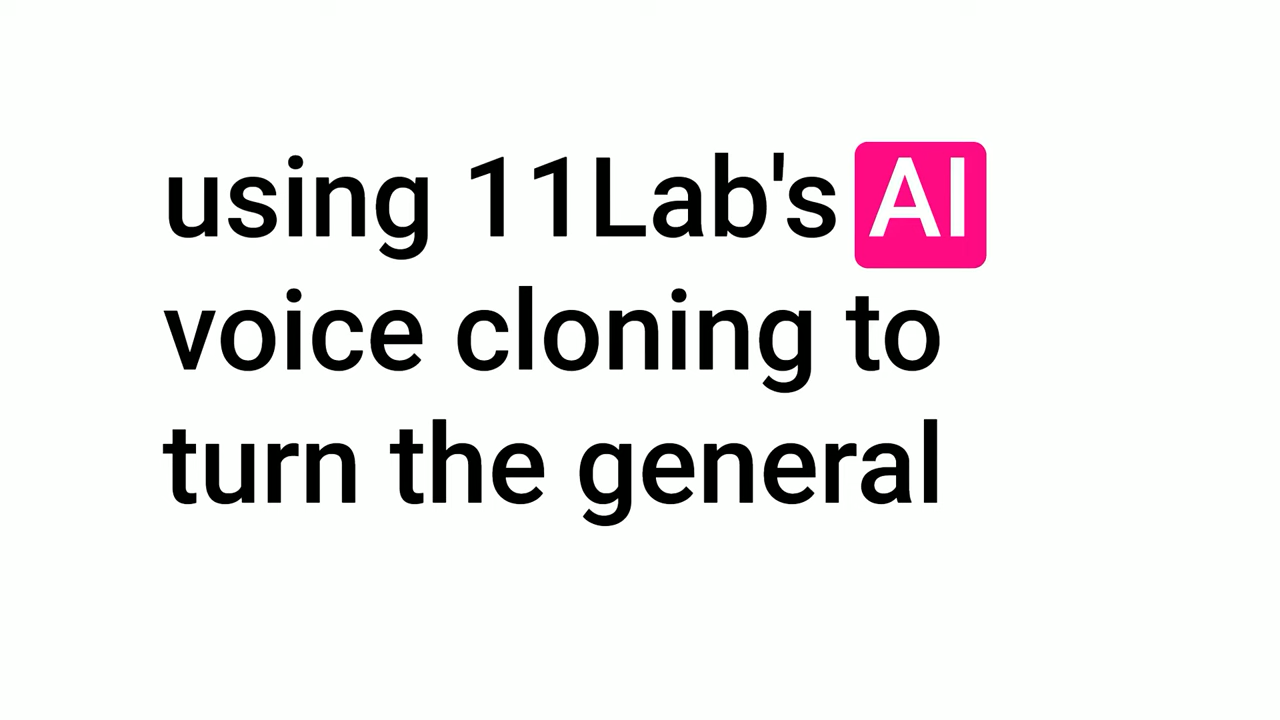 using 11Lab's AI
voice cloning to
turn the general